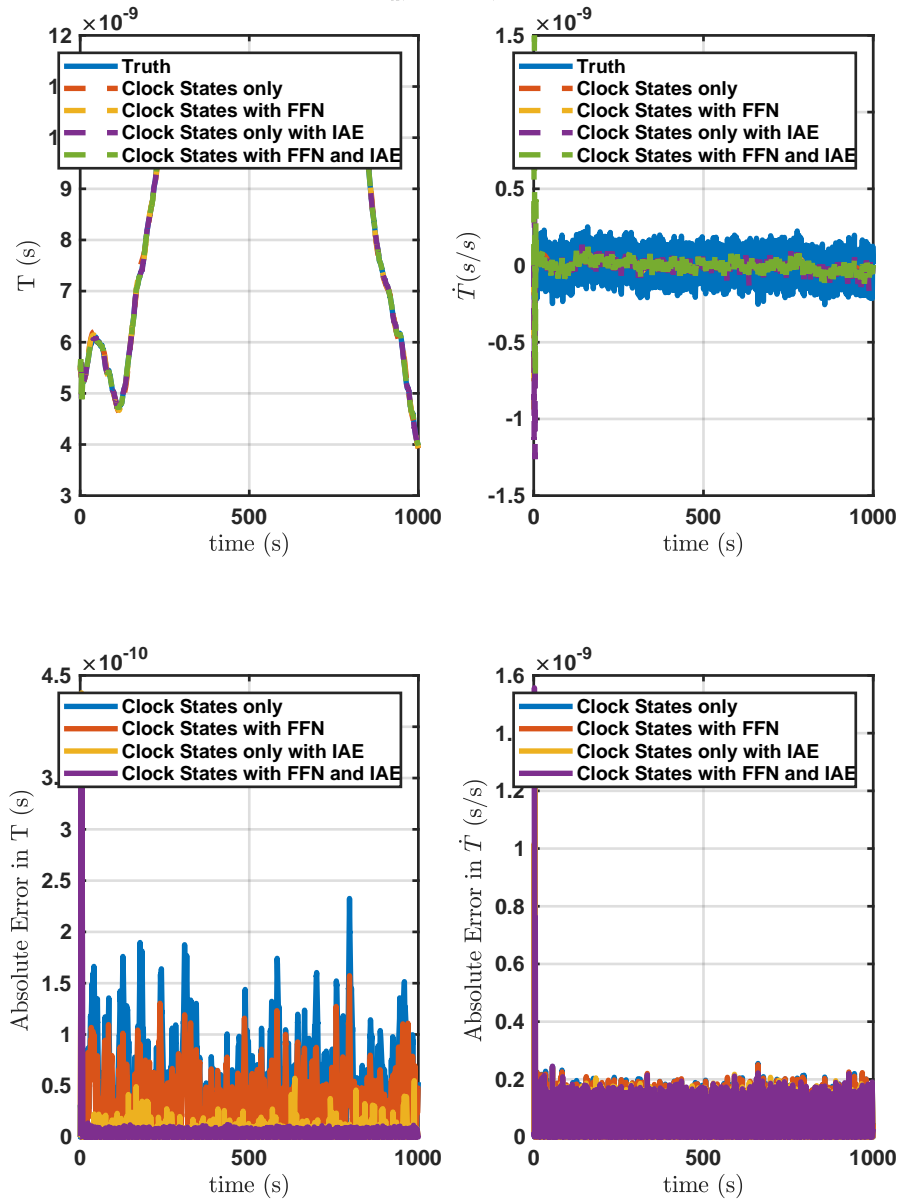 ×10-9
12
11
Truth
Clock States only
Clock States with FFN
Clock States only with IAE
Clock States with FFN and IAE
9
8
7
6
5
4
3
0
500
1000
T (s)
time (s)
×10-9
1.5
Truth
Clock States only
Clock States with FFN
Clock States only with IAE
Clock States with FFN and IAE
0.5
0
-0.5
-1
-1.5
0
500
1000
Ṫ(s/s)
time (s)
×10-10
4.5
Clock States only
Clock States with FFN
Clock States only with IAE
Clock States with FFN and IAE
3
2.5
2
1.5
1
0.5
0
0
500
1000
Absolute Error in T (s)
time (s)
×10-9
1.6
Clock States only
Clock States with FFN
Clock States only with IAE
Clock States with FFN and IAE
1.2
1
0.8
0.6
0.4
0.2
0
0
500
1000
Absolute Error in Ṫ (s/s)
time (s)